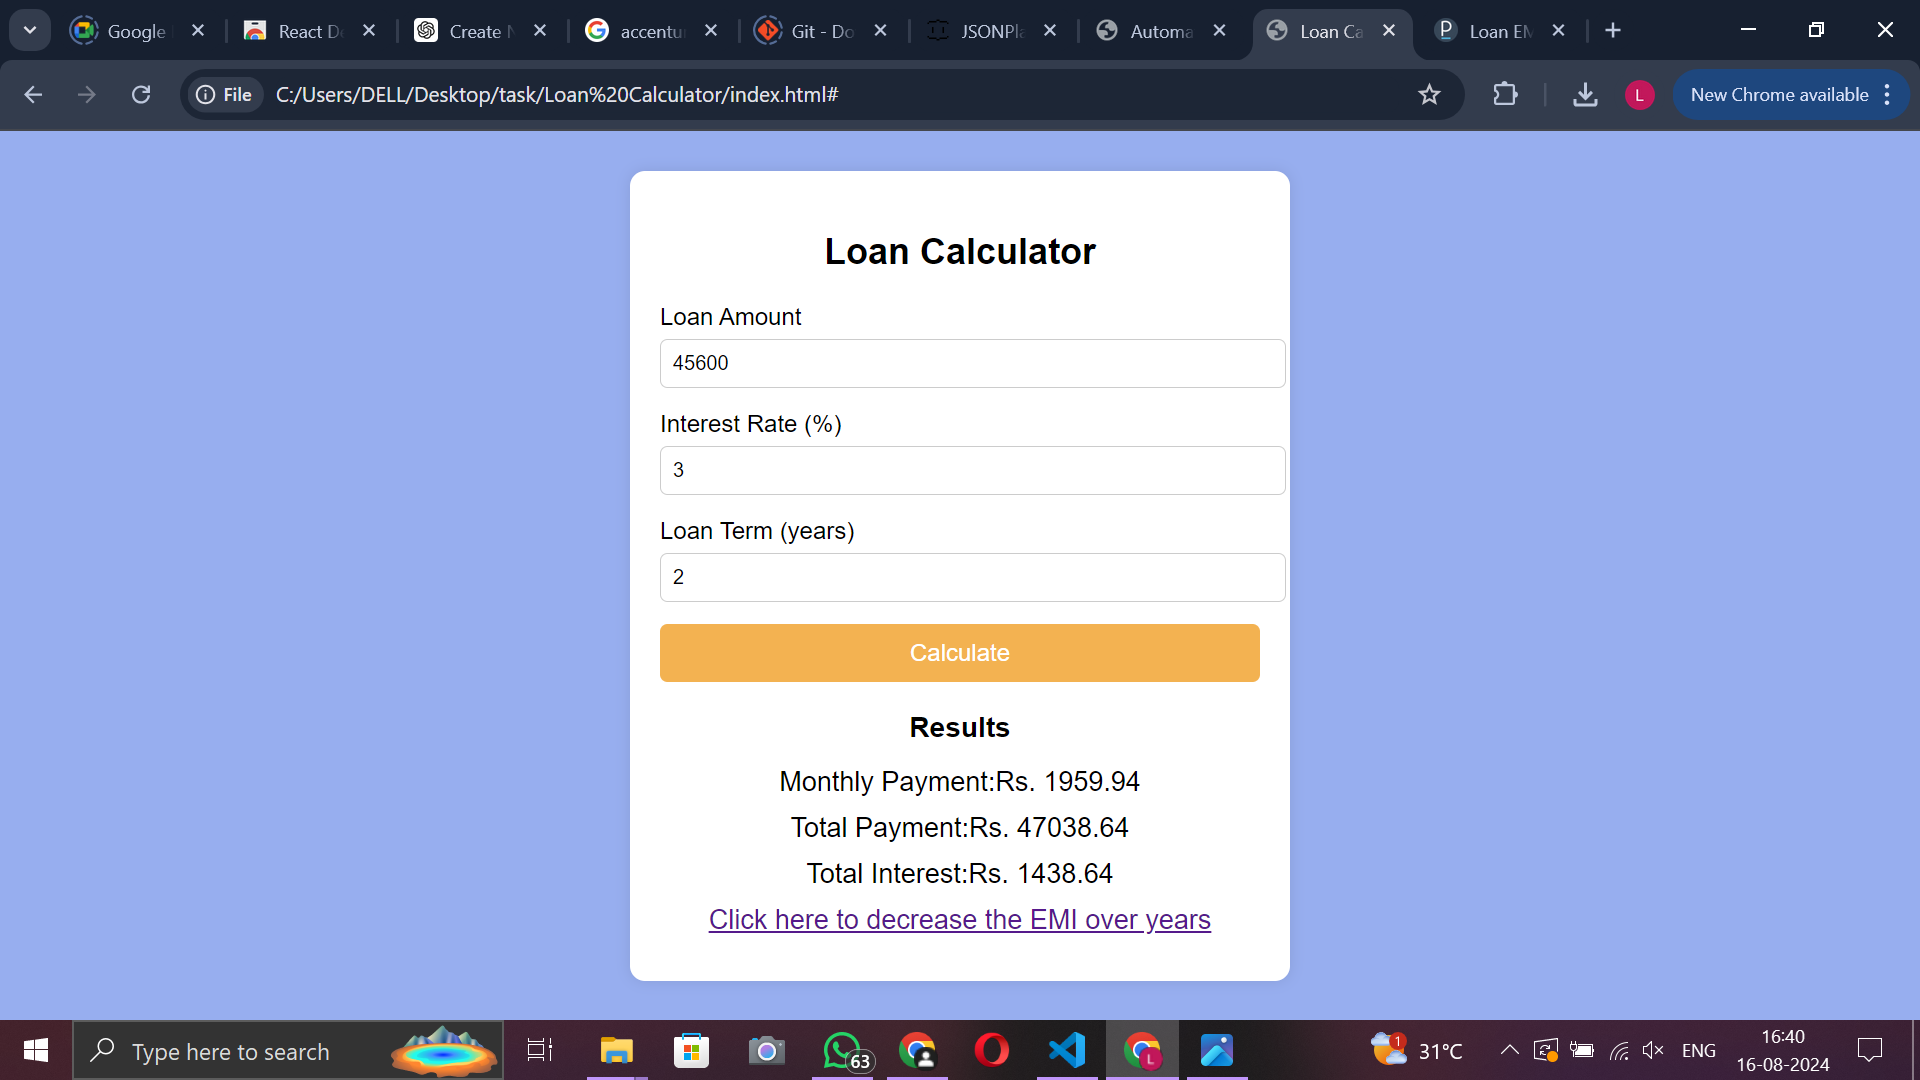 Google
React De
Create N
accentu
Git - Do
JSONPla
Automa
Loan Ca
Loan EM
File
C:/Users/DELL/Desktop/task/Loan%20Calculator/index.html#
L
New Chrome available
Loan Calculator
Loan Amount
45600
Interest Rate (%)
3
Loan Term (years)
2
Calculate
Results
Monthly Payment:Rs. 1959.94
Total Payment:Rs. 47038.64
Total Interest:Rs. 1438.64
Click here to decrease the EMI over years
Type here to search
63
L
1
31°C
ENG
16:40
16-08-2024